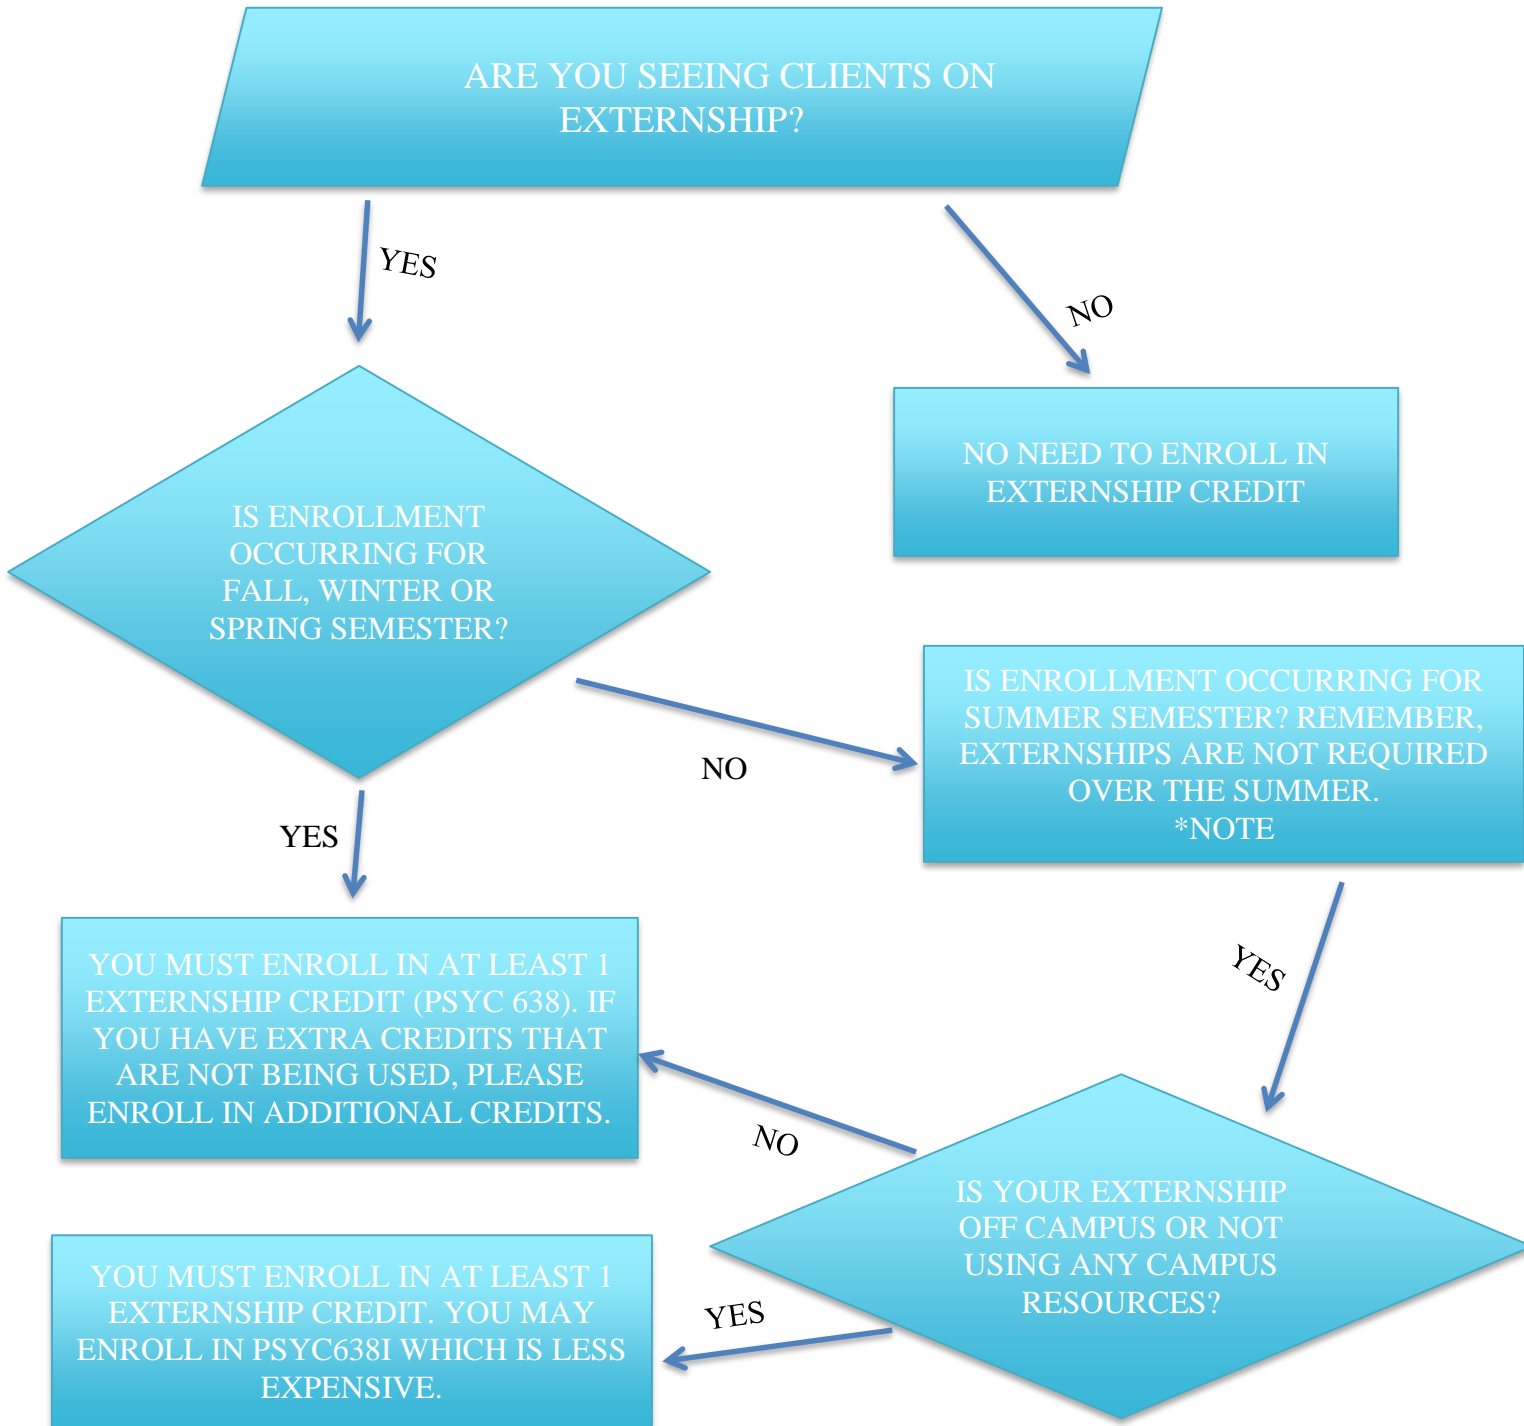 ARE YOU SEEING CLIENTS ON
EXTERNSHIP?
YES
NO
NO NEED TO ENROLL IN
EXTERNSHIP CREDIT
IS ENROLLMENT
OCCURRING FOR
FALL, WINTER OR
SPRING SEMESTER?
NO
IS ENROLLMENT OCCURRING FOR
SUMMER SEMESTER? REMEMBER,
EXTERNSHIPS ARE NOT REQUIRED
OVER THE SUMMER.
*NOTE
YES
YES
YOU MUST ENROLL IN AT LEAST 1
EXTERNSHIP CREDIT (PSYC 638). IF
YOU HAVE EXTRA CREDITS THAT
ARE NOT BEING USED, PLEASE
ENROLL IN ADDITIONAL CREDITS.
NO
IS YOUR EXTERNSHIP
OFF CAMPUS OR NOT
USING ANY CAMPUS
RESOURCES?
YES
YOU MUST ENROLL IN AT LEAST 1
EXTERNSHIP CREDIT. YOU MAY
ENROLL IN PSYC638I WHICH IS LESS
EXPENSIVE.